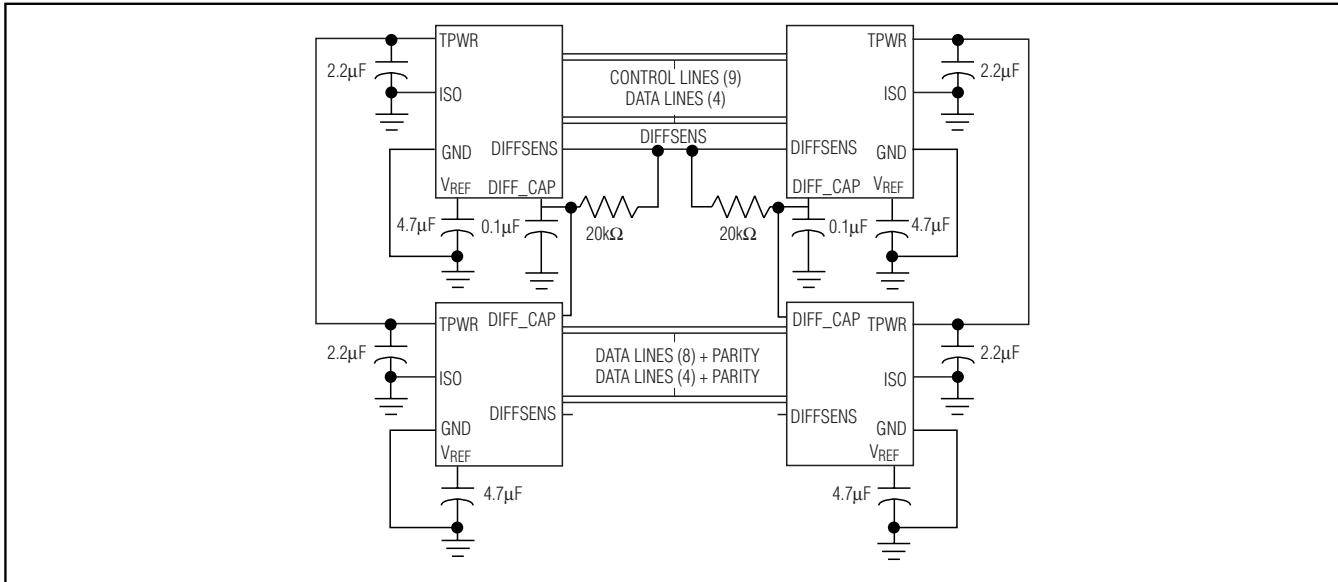 TPWR
2.2µF
ISO
GND
DIFFSENS
VREF
DIFF_CAP
4.7µF
0.1µF
20kΩ
CONTROL LINES (9)
DATA LINES (4)
DIFFSENS
TPWR
2.2µF
ISO
GND
DIFFSENS
DIFF_CAP
VREF
20kΩ
0.1µF
4.7µF
TPWR
DIFF_CAP
2.2µF
ISO
DIFFSENS
GND
VREF
4.7µF
DATA LINES (8) + PARITY
DATA LINES (4) + PARITY
DIFF_CAP
TPWR
2.2µF
ISO
DIFFSENS
GND
VREF
4.7µF